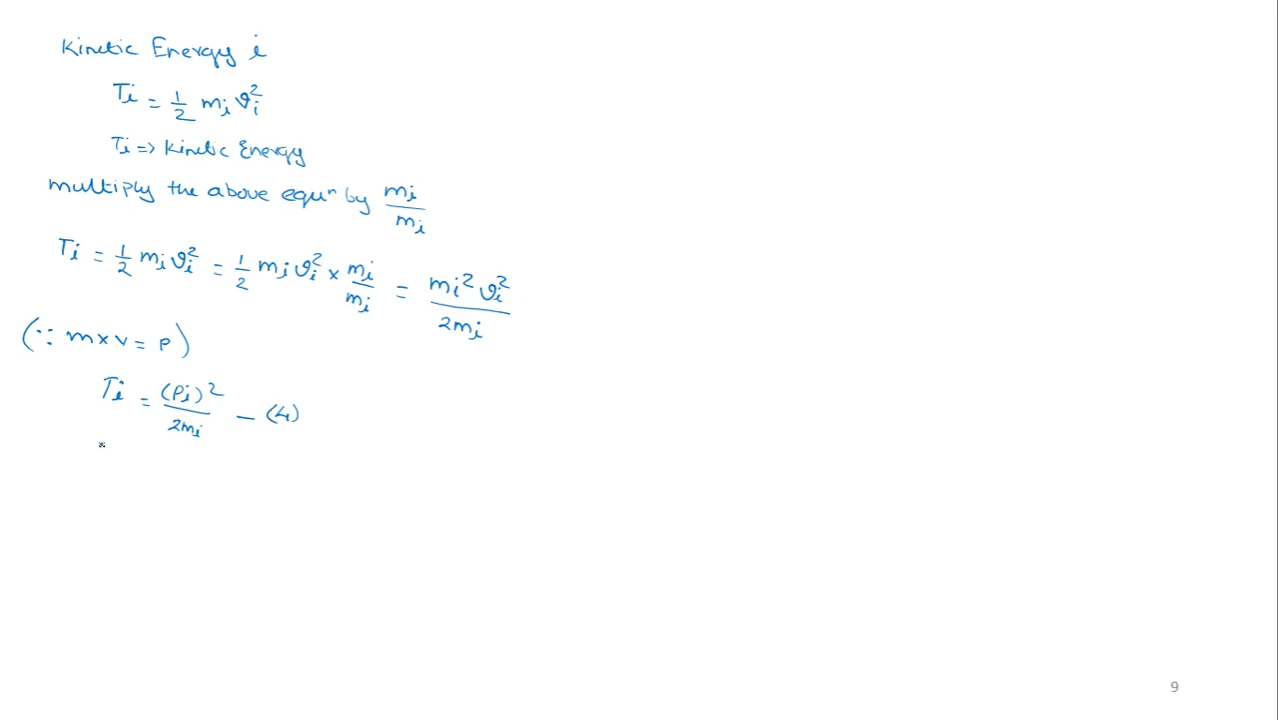 Kinetic Energy i
Ti = 1/2 mi ϑi²
Ti => Kinetic Energy
multiply the above equⁿ by mi/mi
Ti = 1/2 mi ϑi² = 1/2 mi ϑi² × mi/mi = mi² ϑi² / 2mi
(∵ m×v = P)
Ti = (Pi)² / 2mi – (4)
9